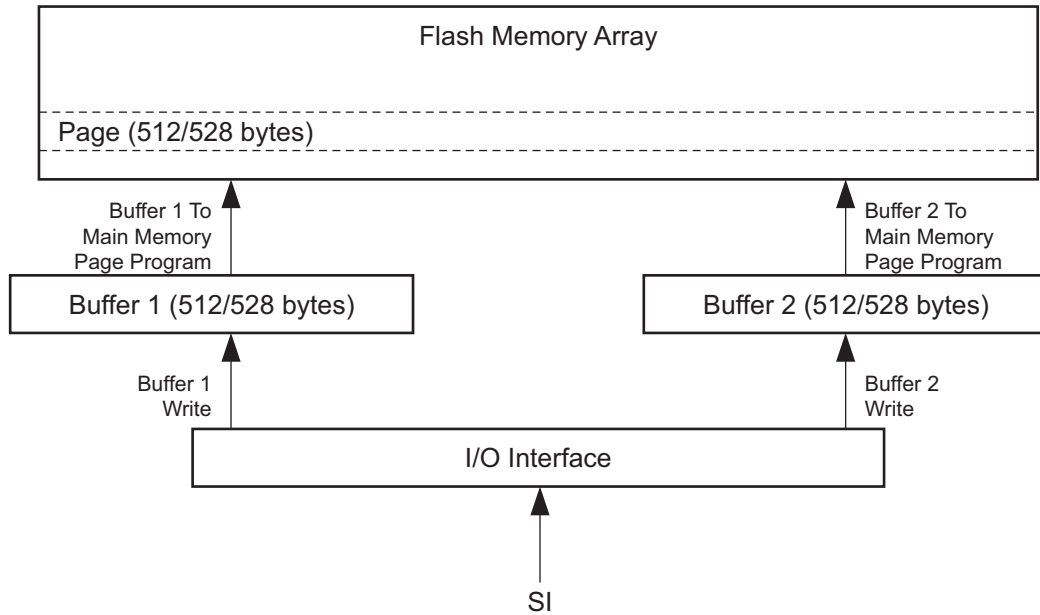 Flash Memory Array
Page (512/528 bytes)
Buffer 1 To
Main Memory
Page Program
Buffer 2 To
Main Memory
Page Program
Buffer 1 (512/528 bytes)
Buffer 2 (512/528 bytes)
Buffer 1
Write
Buffer 2
Write
I/O Interface
SI